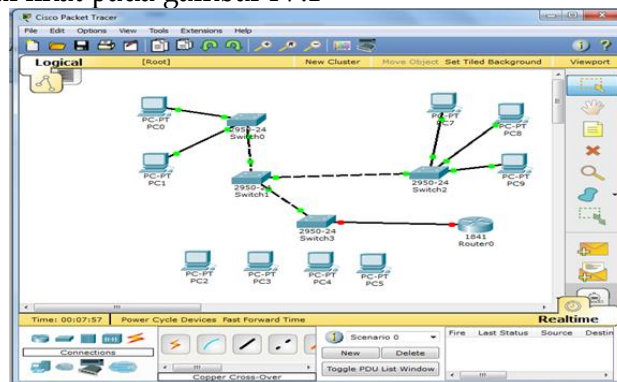 Cisco Packet Tracer
File Edit Options View Tools Extensions Help
Logical [Root] New Cluster Move Object Set Tiled Background Viewport
PC-PT
PC0
2950-24
Switch0
PC-PT
PC7
PC-PT
PC8
PC-PT
PC1
2950-24
Switch1
2950-24
Switch2
PC-PT
PC9
2950-24
Switch3
1841
Router0
PC-PT
PC2
PC-PT
PC3
PC-PT
PC4
PC-PT
PC5
Time: 00:07:57 Power Cycle Devices Fast Forward Time Realtime
Connections
Copper Cross-Over
Scenario 0
New Delete
Toggle PDU List Window
Fire Last Status Source Destin